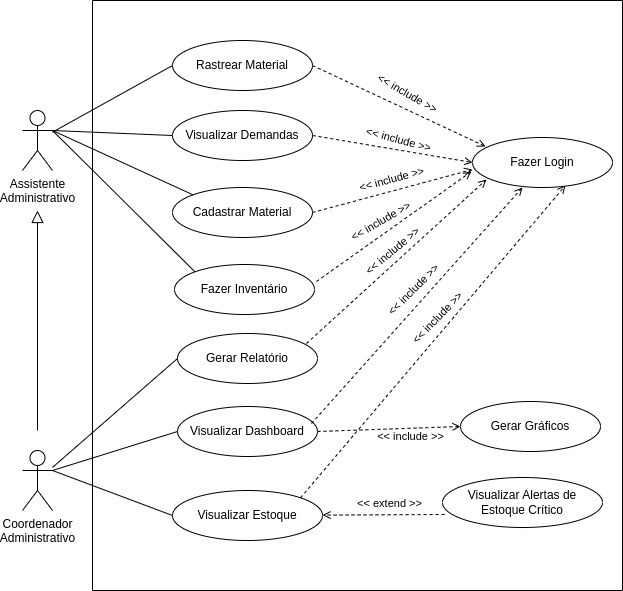 Rastrear Material
<< include >>
Visualizar Demandas
<< include >>
Fazer Login
Assistente
Administrativo
Cadastrar Material
<< include >>
<< include >>
<< include >>
Fazer Inventário
<< include >>
<< include >>
Gerar Relatório
Visualizar Dashboard
<< include >>
Gerar Gráficos
Coordenador
Administrativo
Visualizar Estoque
<< extend >>
Visualizar Alertas de
Estoque Crítico